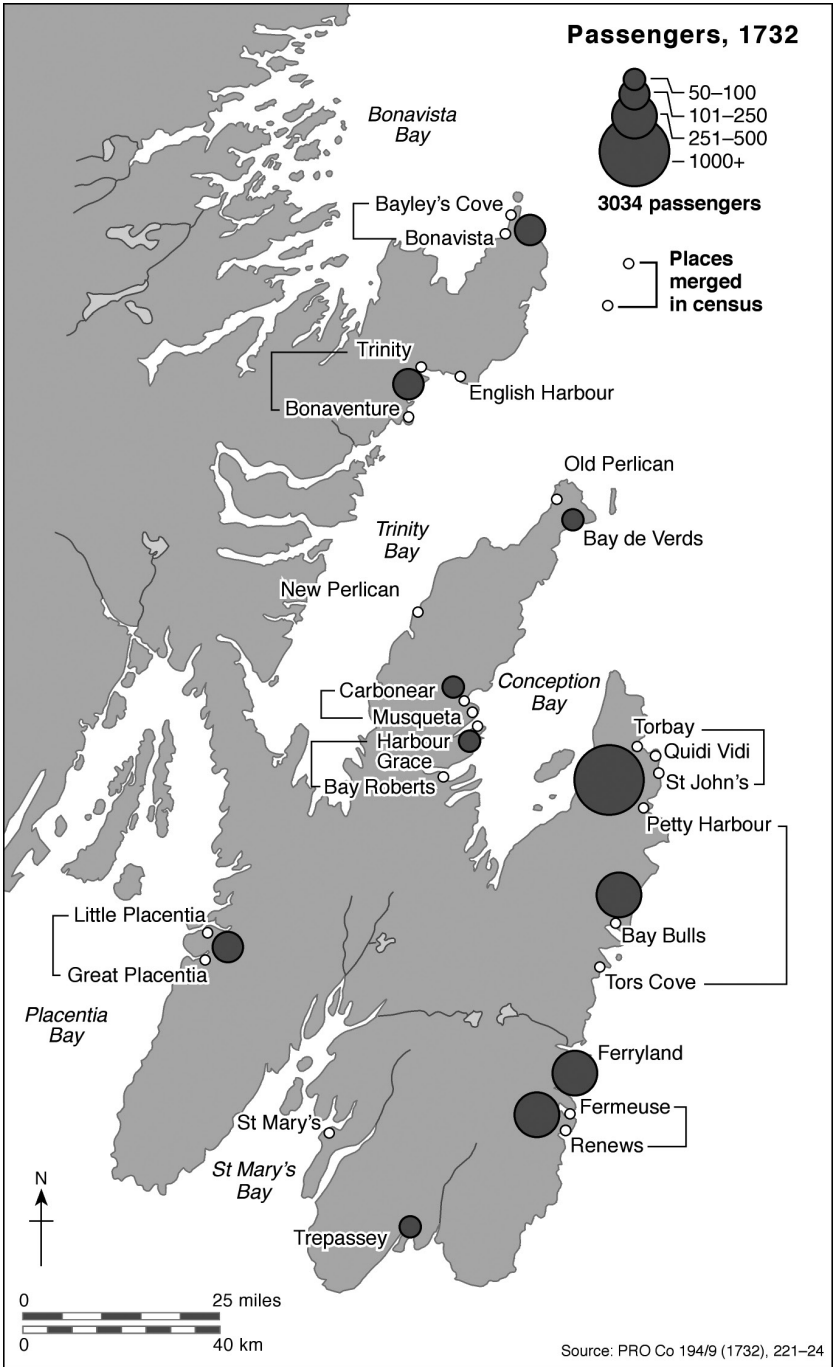 Passengers, 1732
50–100
101–250
251–500
1000+
3034 passengers
Places
merged
in census
Bonavista
Bay
Bayley's Cove
Bonavista
Trinity
English Harbour
Bonaventure
Old Perlican
Trinity
Bay
Bay de Verds
New Perlican
Carbonear
Conception
Bay
Musqueta
Harbour
Grace
Bay Roberts
Torbay
Quidi Vidi
St John's
Petty Harbour
Little Placentia
Great Placentia
Bay Bulls
Tors Cove
Placentia
Bay
Ferryland
Fermeuse
Renews
St Mary's
St Mary's
Bay
Trepassey
N
0 25 miles
0 40 km
Source: PRO Co 194/9 (1732), 221–24